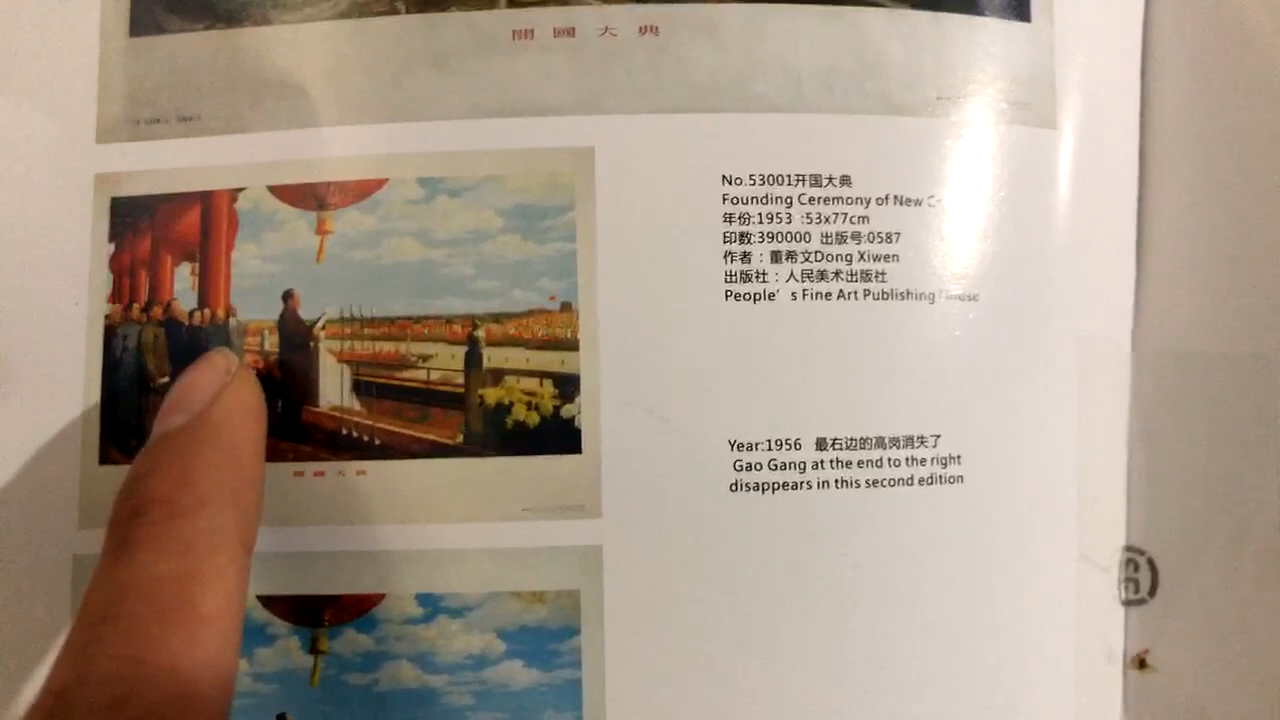 開國大典
No.53001开国大典
Founding Ceremony of New
年份:1953 :53x77cm
印数:390000 出版号:0587
作者：董希文Dong Xiwen
出版社：人民美术出版社
People's Fine Art Publishing House
開國大典
Year:1956 最右边的高岗消失了
Gao Gang at the end to the right
disappears in this second edition